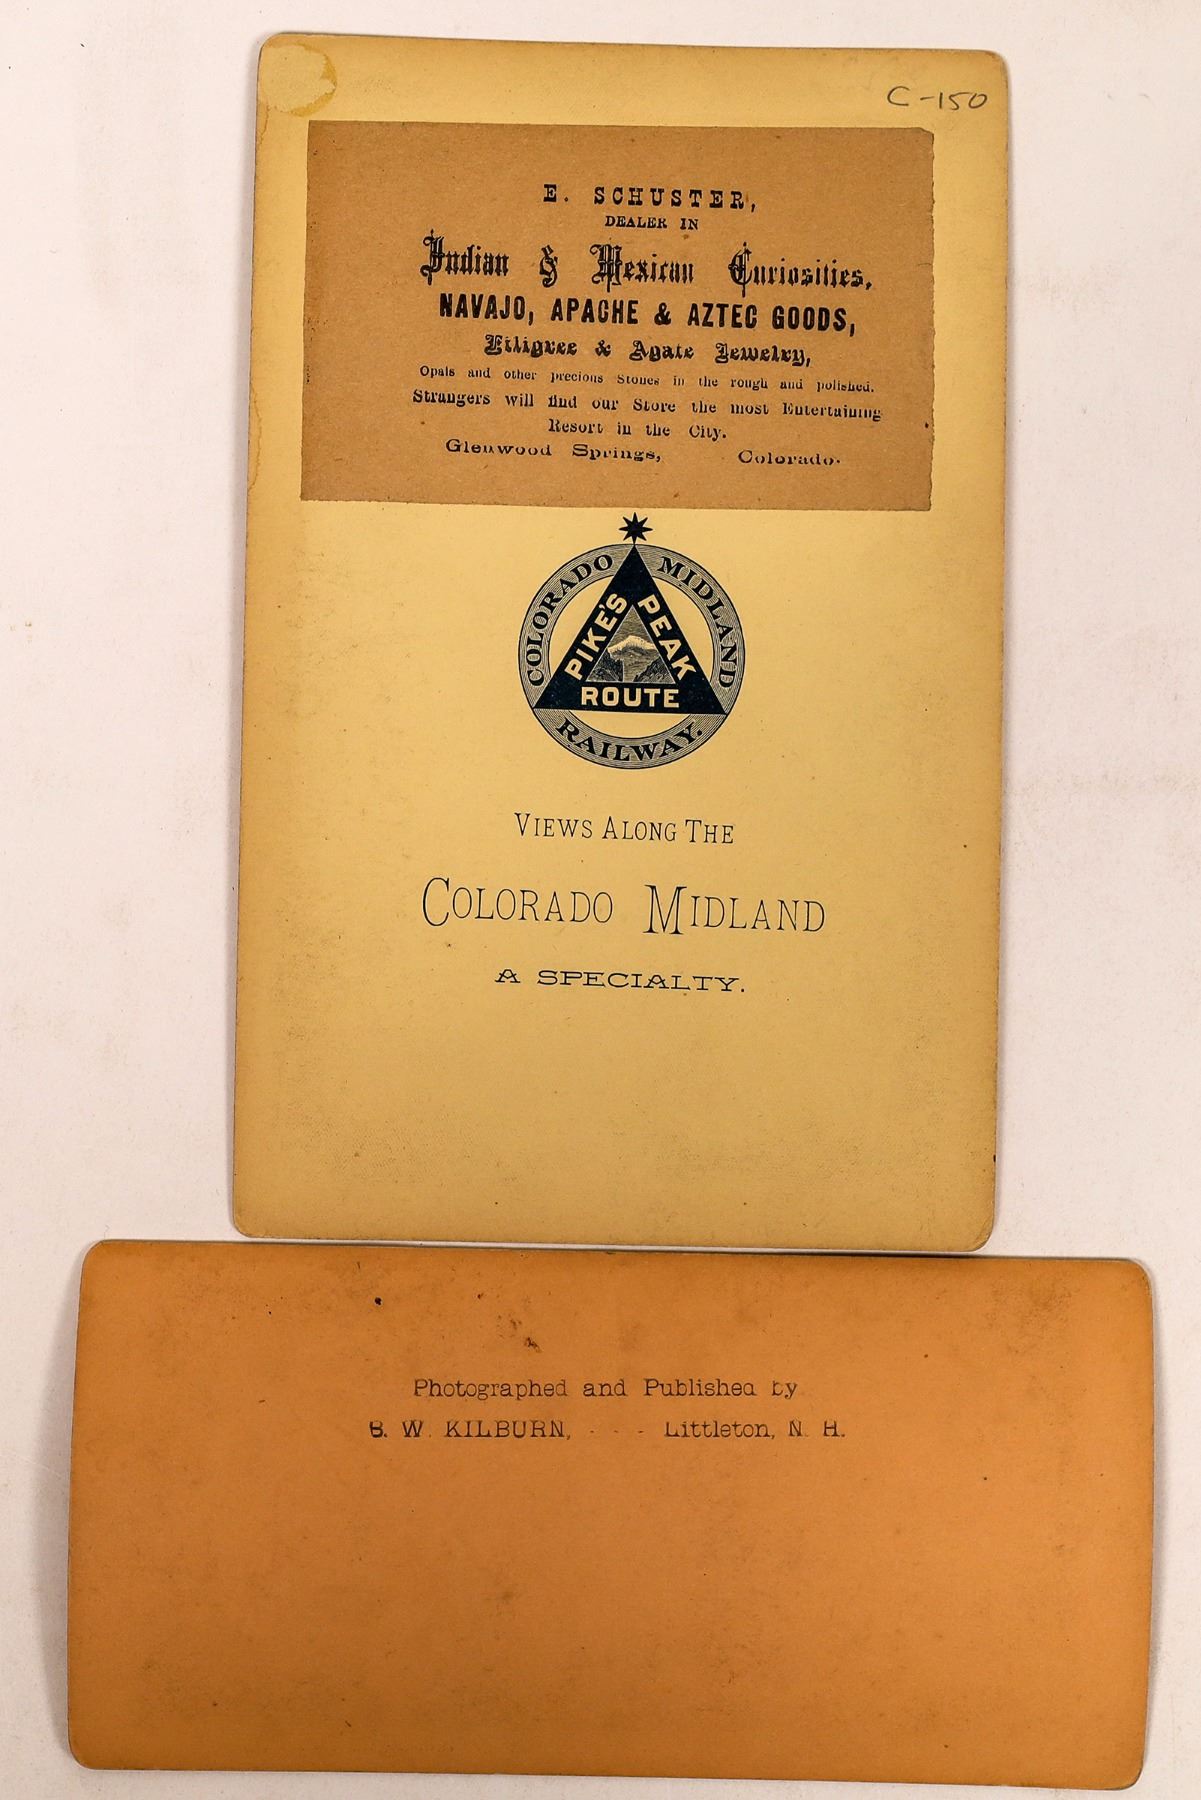 C-150
E. SCHUSTER,
DEALER IN
Indian & Mexican Curiosities,
NAVAJO, APACHE & AZTEC GOODS,
Filigree & Agate Jewelry,
Opals and other precious Stones in the rough and polished.
Strangers will find our Store the most Entertaining
Resort in the City.
Glenwood Springs, Colorado.
COLORADO MIDLAND
PIKE'S PEAK
ROUTE
RAILWAY.
VIEWS ALONG THE
COLORADO MIDLAND
A SPECIALTY.
Photographed and Published by
B. W. KILBURN, - - - Littleton, N. H.